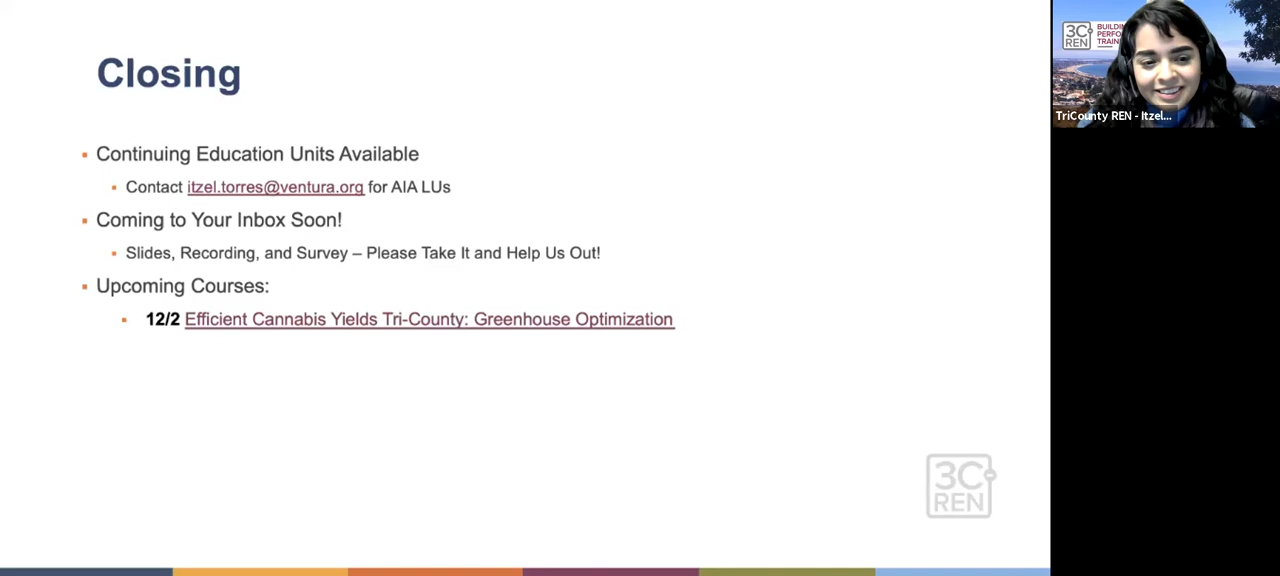 Closing
Continuing Education Units Available
Contact itzel.torres@ventura.org for AIA LUs
Coming to Your Inbox Soon!
Slides, Recording, and Survey – Please Take It and Help Us Out!
Upcoming Courses:
12/2 Efficient Cannabis Yields Tri-County: Greenhouse Optimization
3C
REN
3C
REN
TriCounty REN - Itzel...